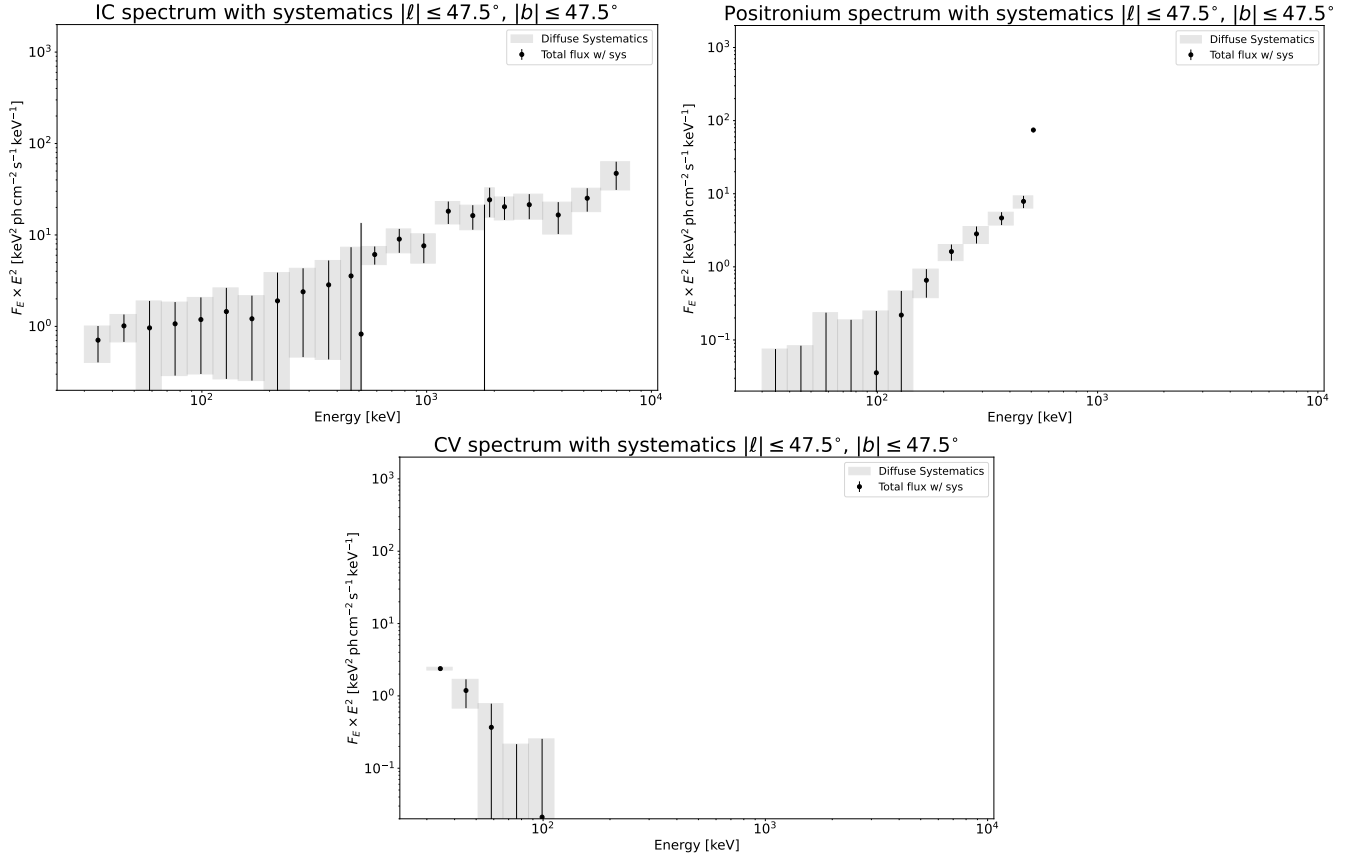 IC spectrum with systematics |ℓ| ≤ 47.5°, |b| ≤ 47.5°
Diffuse Systematics
Total flux w/ sys
10³
10²
10¹
10⁰
F_E × E² [keV² ph cm⁻² s⁻¹ keV⁻¹]
10² 10³ 10⁴
Energy [keV]
Positronium spectrum with systematics |ℓ| ≤ 47.5°, |b| ≤ 47.5°
Diffuse Systematics
Total flux w/ sys
10³
10²
10¹
10⁰
10⁻¹
F_E × E² [keV² ph cm⁻² s⁻¹ keV⁻¹]
10² 10³ 10⁴
Energy [keV]
CV spectrum with systematics |ℓ| ≤ 47.5°, |b| ≤ 47.5°
Diffuse Systematics
Total flux w/ sys
10³
10²
10¹
10⁰
10⁻¹
F_E × E² [keV² ph cm⁻² s⁻¹ keV⁻¹]
10² 10³ 10⁴
Energy [keV]